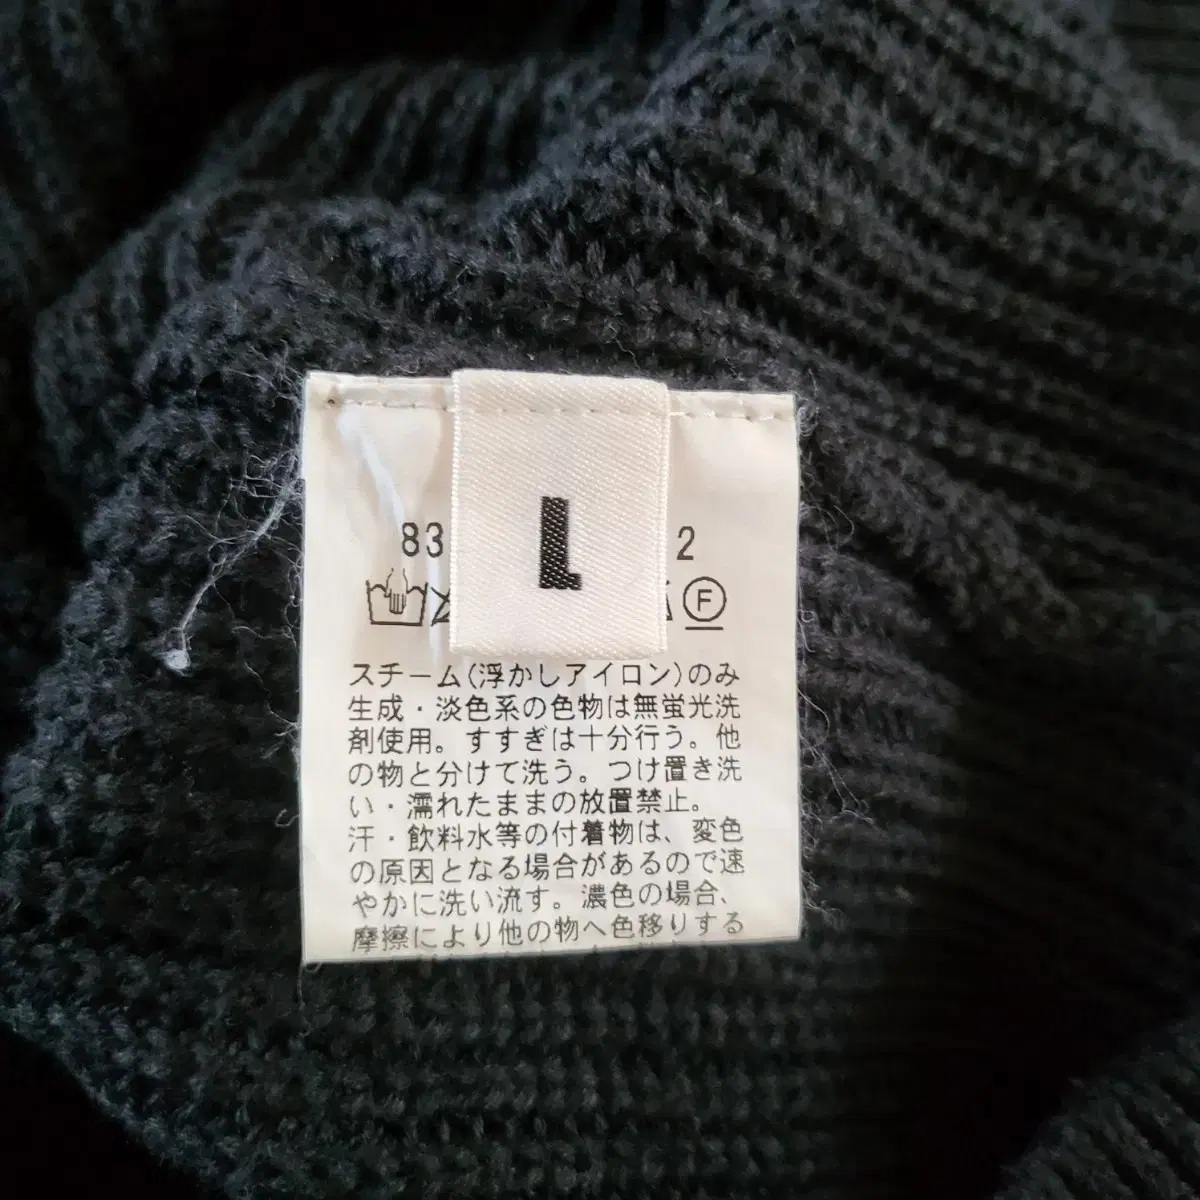 L
83 2
F
スチーム(浮かしアイロン)のみ
生成・淡色系の色物は無蛍光洗
剤使用。すすぎは十分行う。他
の物と分けて洗う。つけ置き洗
い・濡れたままの放置禁止。
汗・飲料水等の付着物は、変色
の原因となる場合があるので速
やかに洗い流す。濃色の場合、
摩擦により他の物へ色移りする